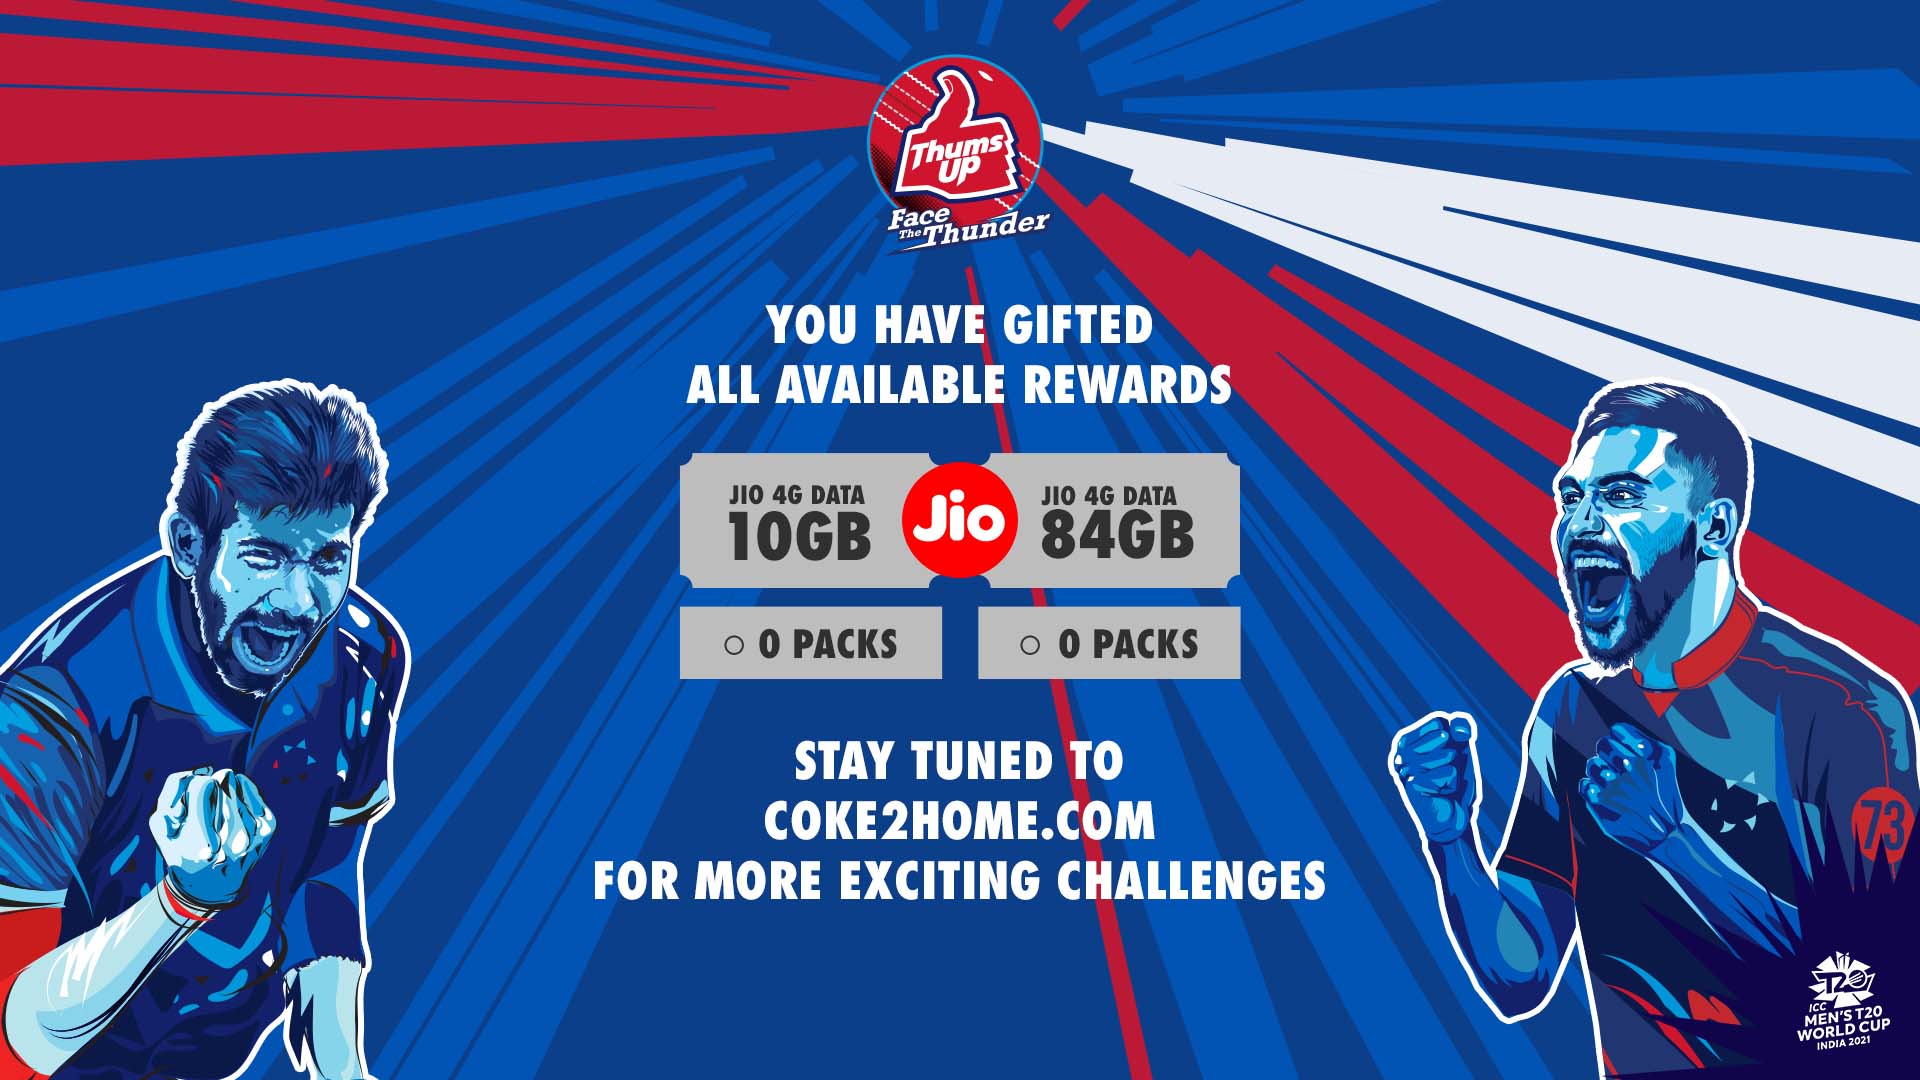 Thums
UP
Face
The Thunder
YOU HAVE GIFTED
ALL AVAILABLE REWARDS
JIO 4G DATA
10GB
Jio
JIO 4G DATA
84GB
0 PACKS
0 PACKS
STAY TUNED TO
COKE2HOME.COM
FOR MORE EXCITING CHALLENGES
73
T20
ICC
MEN'S T20
WORLD CUP
INDIA 2021